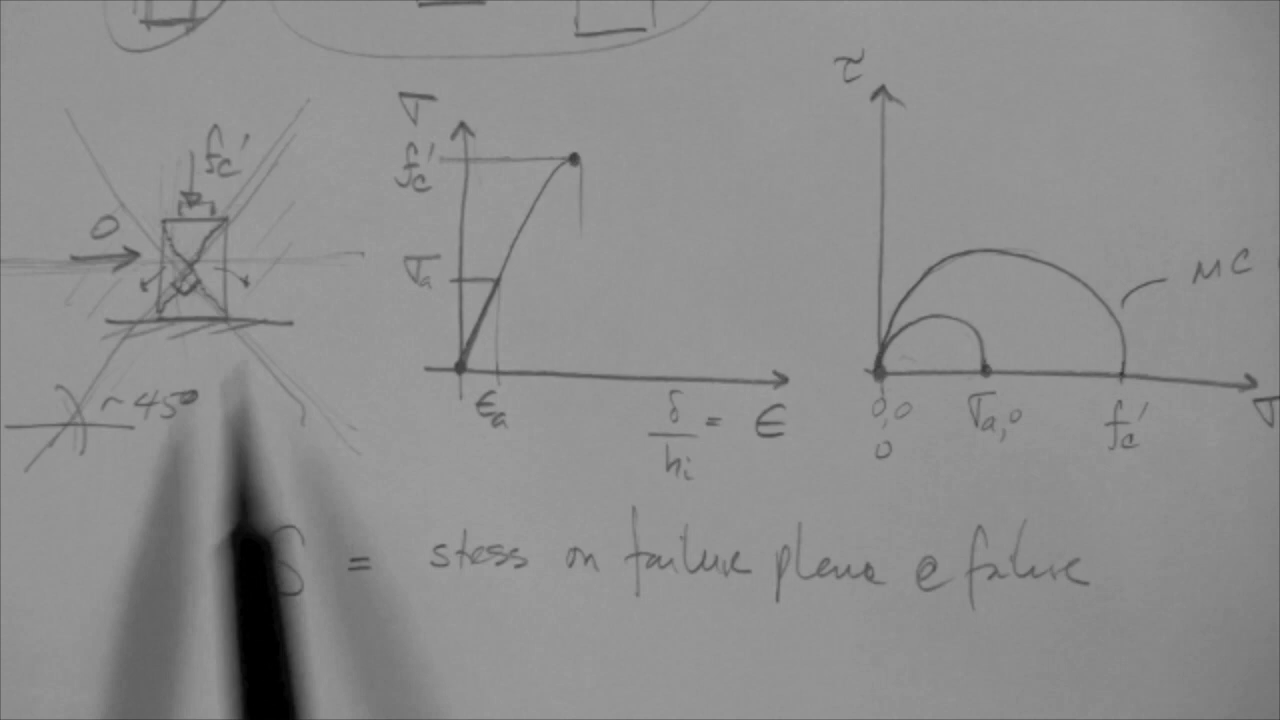 fc'
0
~45°
σ
fc'
σa
εa
δ/hi = ε
τ
MC
0,0
0
σa,0
fc'
σ
S = stess on failure plane @ failure